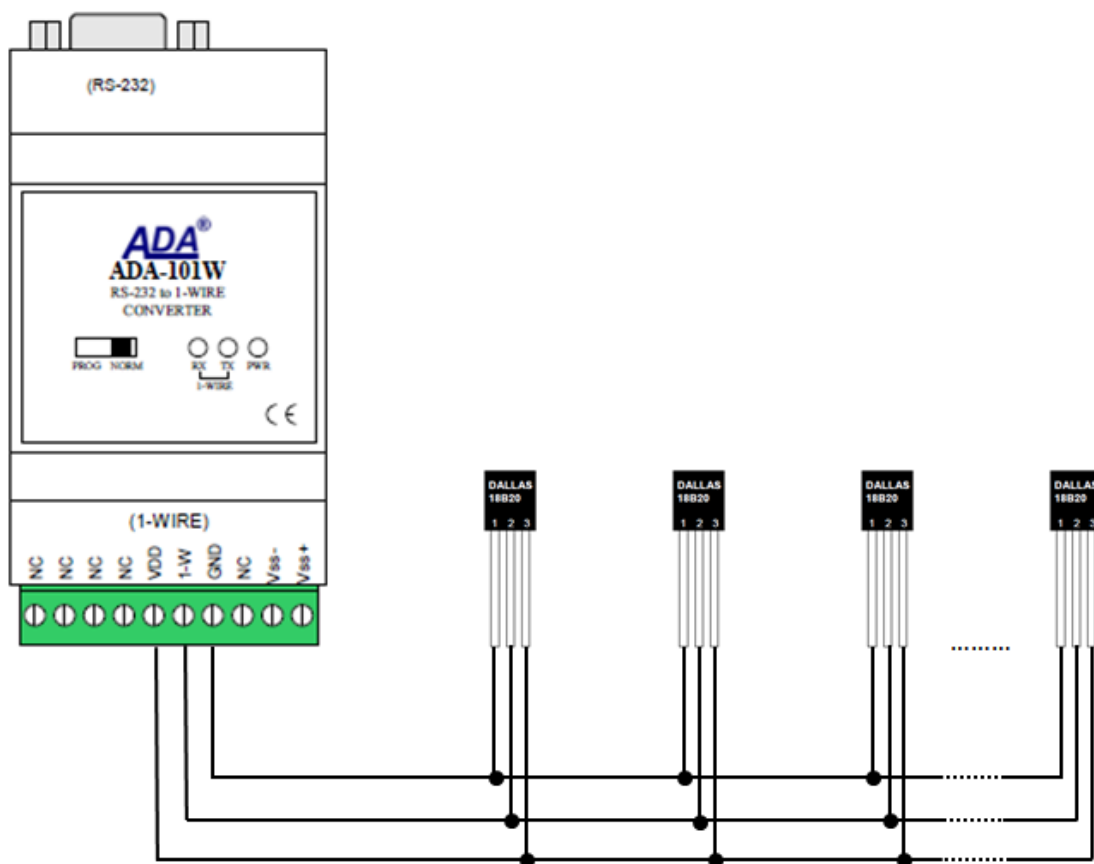 (RS-232)
ADA®
ADA-101W
RS-232 to 1-WIRE
CONVERTER
PROG NORM
RX TX PWR
1-WIRE
CE
(1-WIRE)
NC NC NC NC VDD 1-W GND NC Vss- Vss+
DALLAS
18B20
1 2 3
DALLAS
18B20
1 2 3
DALLAS
18B20
1 2 3
DALLAS
18B20
1 2 3